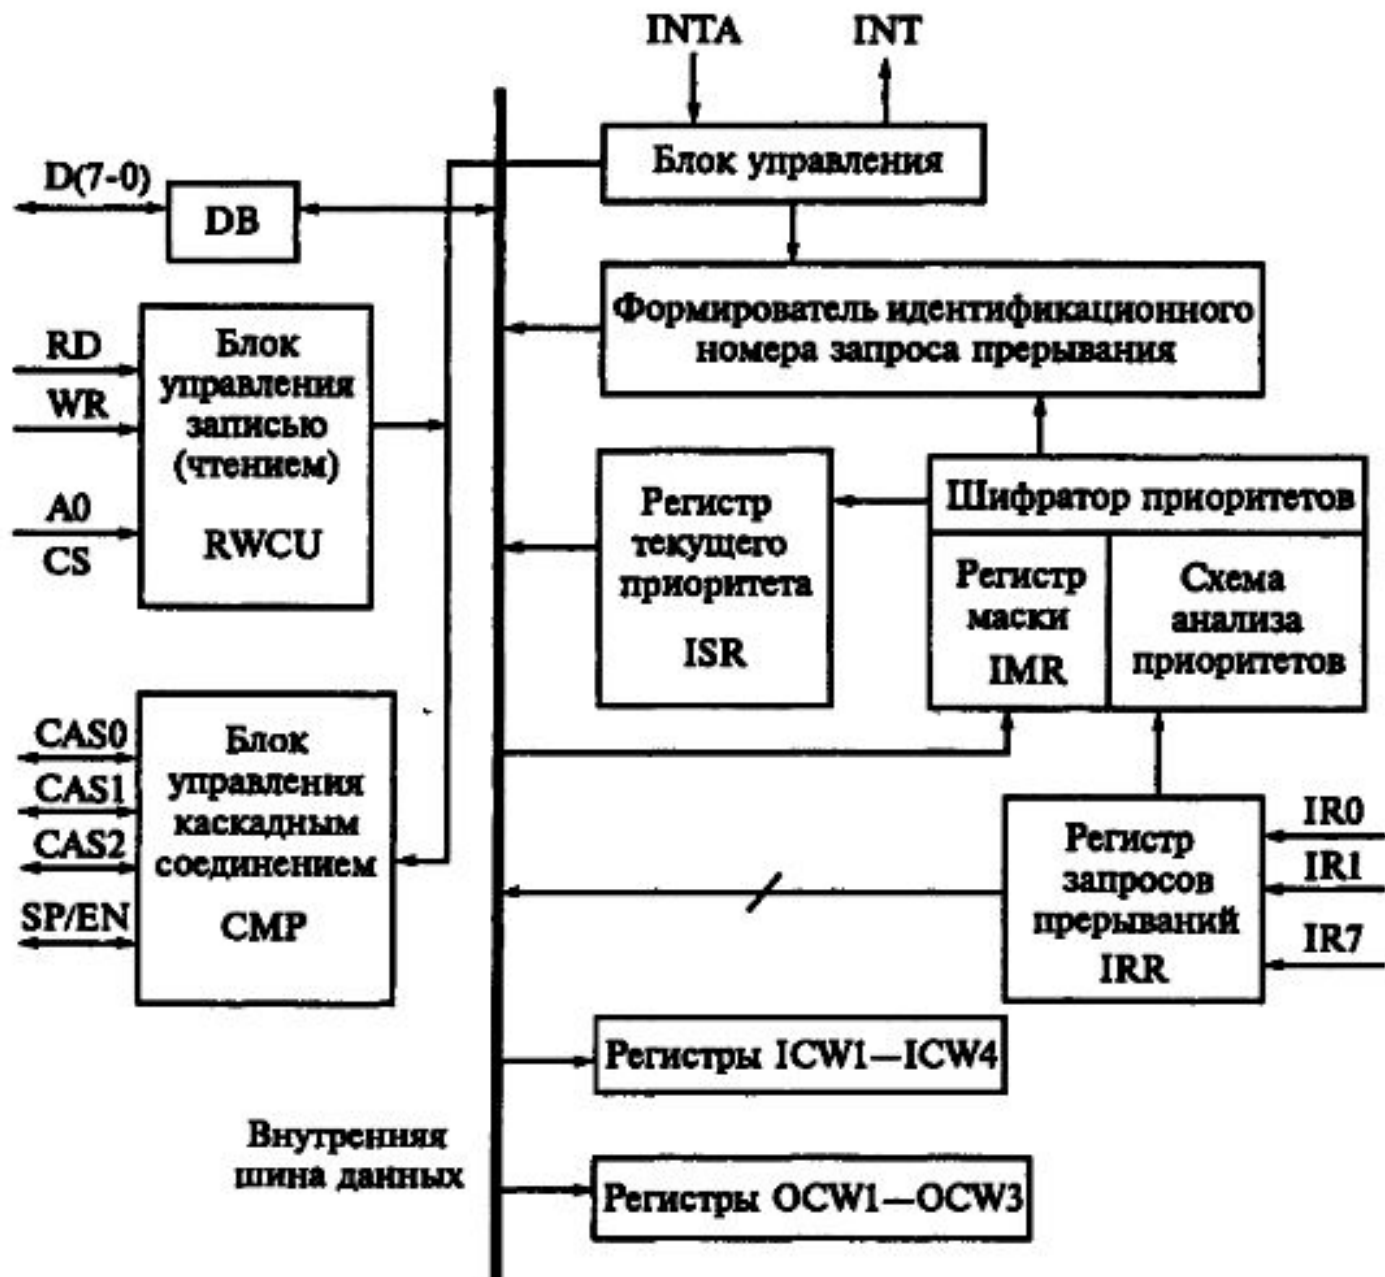 INTA
INT
Блок управления
D(7-0)
DB
Формирователь идентификационного
номера запроса прерывания
RD
WR
A0
CS
Блок
управления
записью
(чтением)
RWCU
Регистр
текущего
приоритета
ISR
Шифратор приоритетов
Регистр
маски
IMR
Схема
анализа
приоритетов
CAS0
CAS1
CAS2
SP/EN
Блок
управления
каскадным
соединением
CMP
Регистр
запросов
прерываний
IRR
IR0
IR1
IR7
Регистры ICW1—ICW4
Внутренняя
шина данных
Регистры OCW1—OCW3